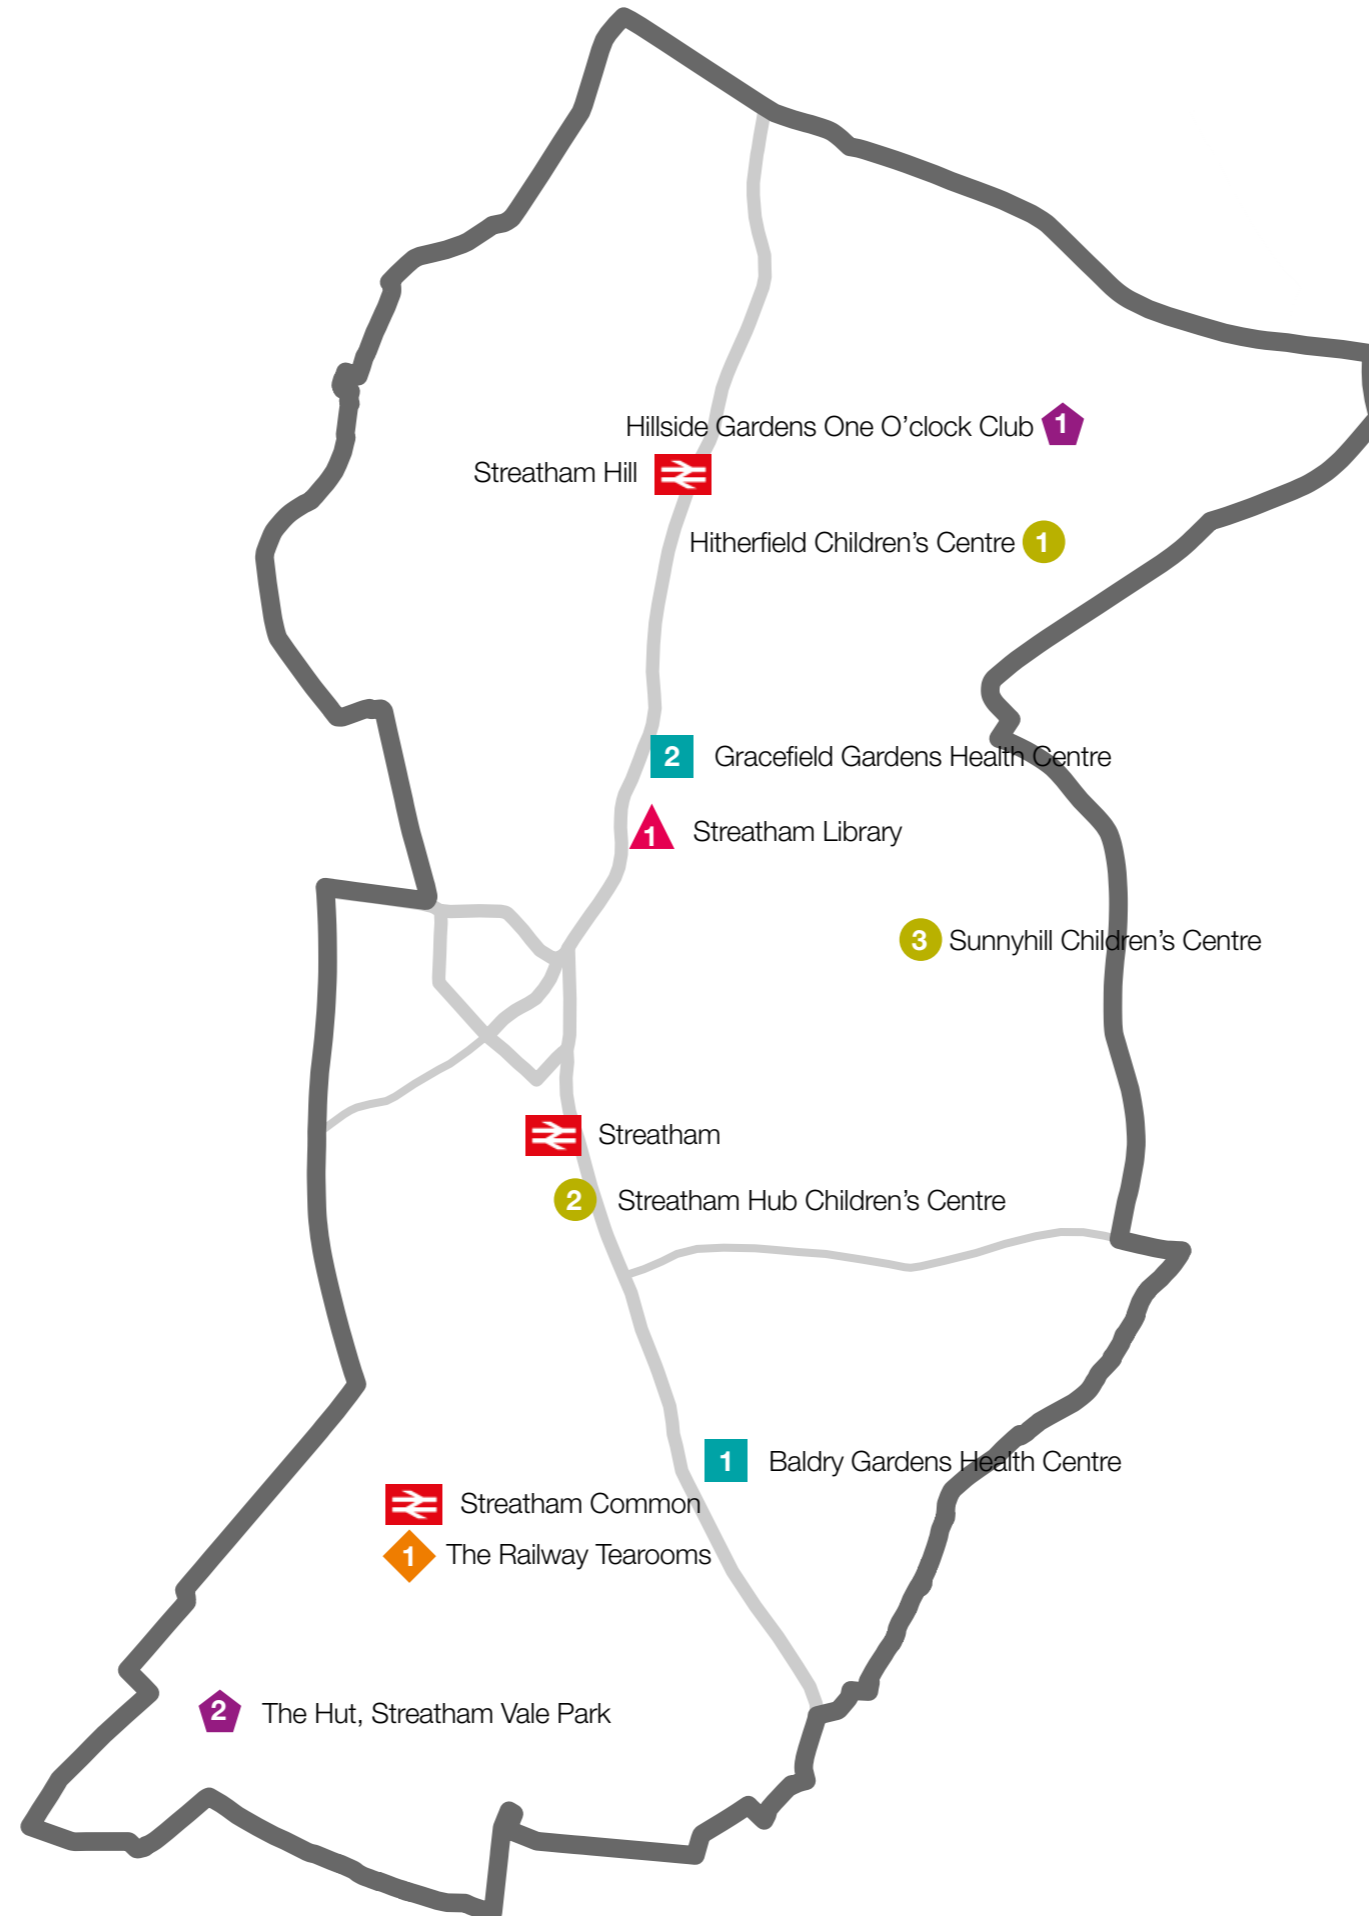 Hillside Gardens One O’clock Club 1
Streatham Hill
Hitherfield Children’s Centre 1
2 Gracefield Gardens Health Centre
1 Streatham Library
3 Sunnyhill Children’s Centre
Streatham
2 Streatham Hub Children’s Centre
1 Baldry Gardens Health Centre
Streatham Common
1 The Railway Tearooms
2 The Hut, Streatham Vale Park